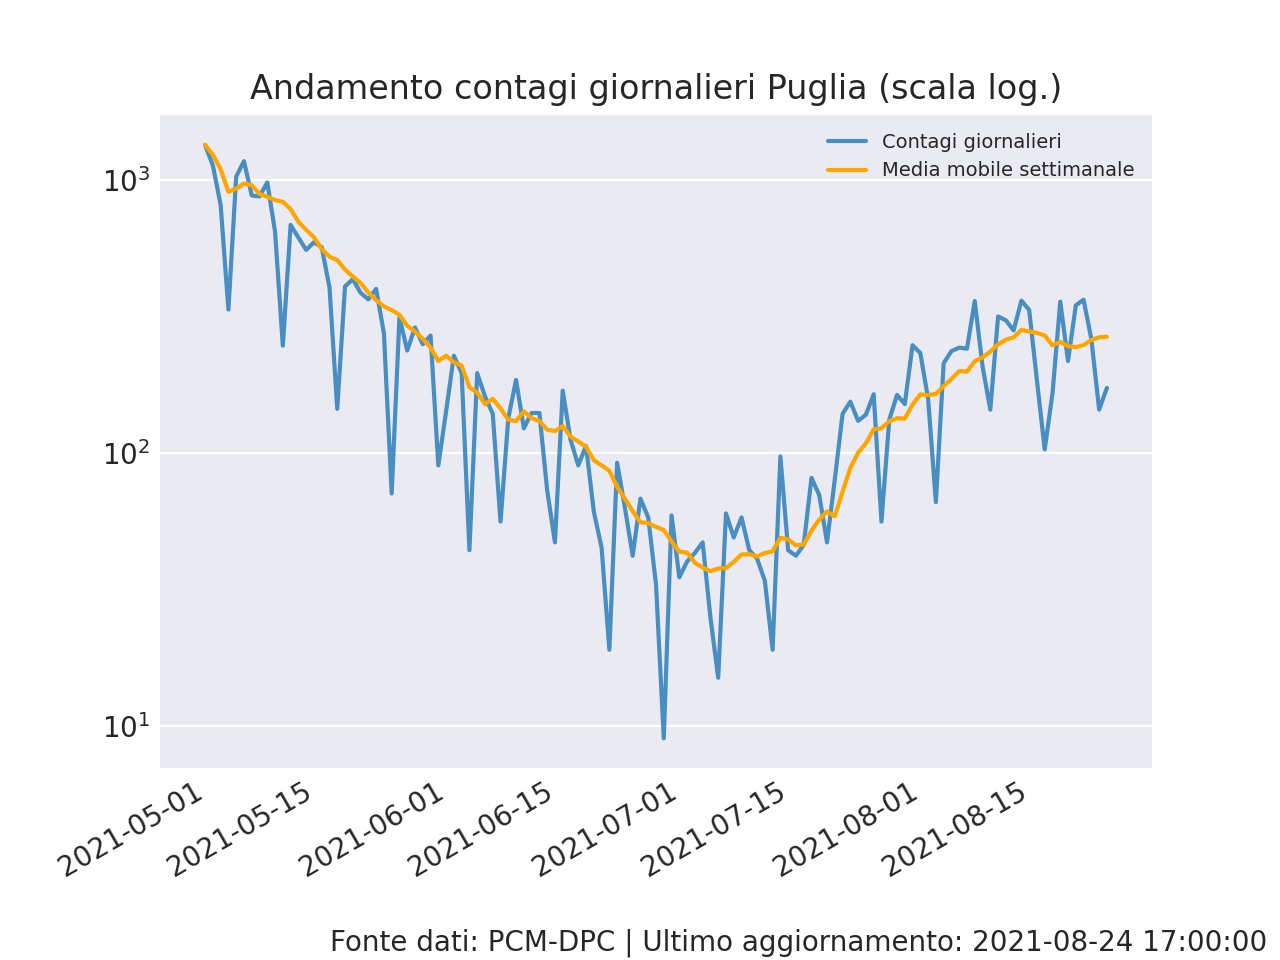 Andamento contagi giornalieri Puglia (scala log.)
Contagi giornalieri
Media mobile settimanale
10³
10²
10¹
2021-05-01
2021-05-15
2021-06-01
2021-06-15
2021-07-01
2021-07-15
2021-08-01
2021-08-15
Fonte dati: PCM-DPC | Ultimo aggiornamento: 2021-08-24 17:00:00